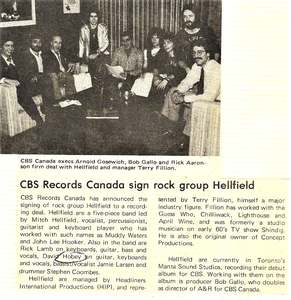 CBS Canada execs Arnold Gosewich, Bob Gallo and Rick Aaron-
son firm deal with Hellfield and manager Terry Fillion.
CBS Records Canada sign rock group Hellfield
CBS Records Canada has announced the
signing of rock group Hellfield to a record-
ing deal. Hellfield are a five-piece band led
by Mitch Hellfield, vocalist, percussionist,
guitarist and keyboard player who has
worked with such names as Muddy Waters
and John Lee Hooker. Also in the band are
Rick Lamb on keyboards, guitar, bass and
vocals, David Hobey on guitar, keyboards
and vocals, bassist/vocalist Jamie Larsen and
drummer Stephen Coombes.
Hellfield are managed by Headliners
International Productions (HIP), and repre-
sented by Terry Fillion, himself a major
industry figure. Fillion has worked with the
Guess Who, Chilliwack, Lighthouse and
April Wine, and was formerly a studio
musician on early 60's TV show Shindig.
He is also the original owner of Concept
Productions.
Hellfield are currently in Toronto's
Manta Sound Studios, recording their debut
album for CBS. Working with them on the
album is producer Bob Gallo, who doubles
as director of A&R for CBS Canada.